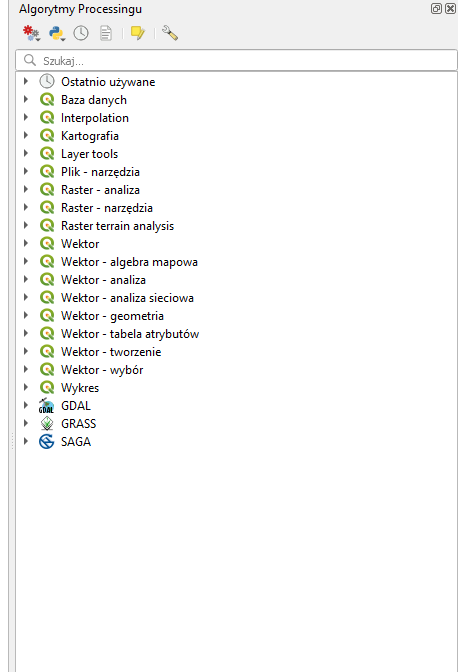 Algorytmy Processingu
Szukaj...
Ostatnio używane
Baza danych
Interpolation
Kartografia
Layer tools
Plik - narzędzia
Raster - analiza
Raster - narzędzia
Raster terrain analysis
Wektor
Wektor - algebra mapowa
Wektor - analiza
Wektor - analiza sieciowa
Wektor - geometria
Wektor - tabela atrybutów
Wektor - tworzenie
Wektor - wybór
Wykres
GDAL GDAL
GRASS
SAGA